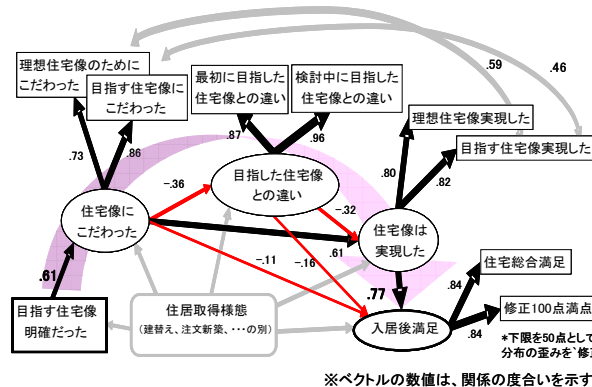 理想住宅像のために
こだわった
目指す住宅像に
こだわった
最初に目指した
住宅像との違い
検討中に目指した
住宅像との違い
.59
.46
理想住宅像実現した
目指す住宅像実現した
.73
.86
.87
.96
.80
.82
目指した住宅像
との違い
-.36
-.32
住宅像に
こだわった
住宅像は
実現した
.61
-.11
-.16
.61
.77
目指す住宅像
明確だった
住居取得様態
(建替え、注文新築、・・・の別)
入居後満足
.84
.84
住宅総合満足
修正100点満点
*下限を50点として
分布の歪みを`修正
※ベクトルの数値は、関係の度合いを示す